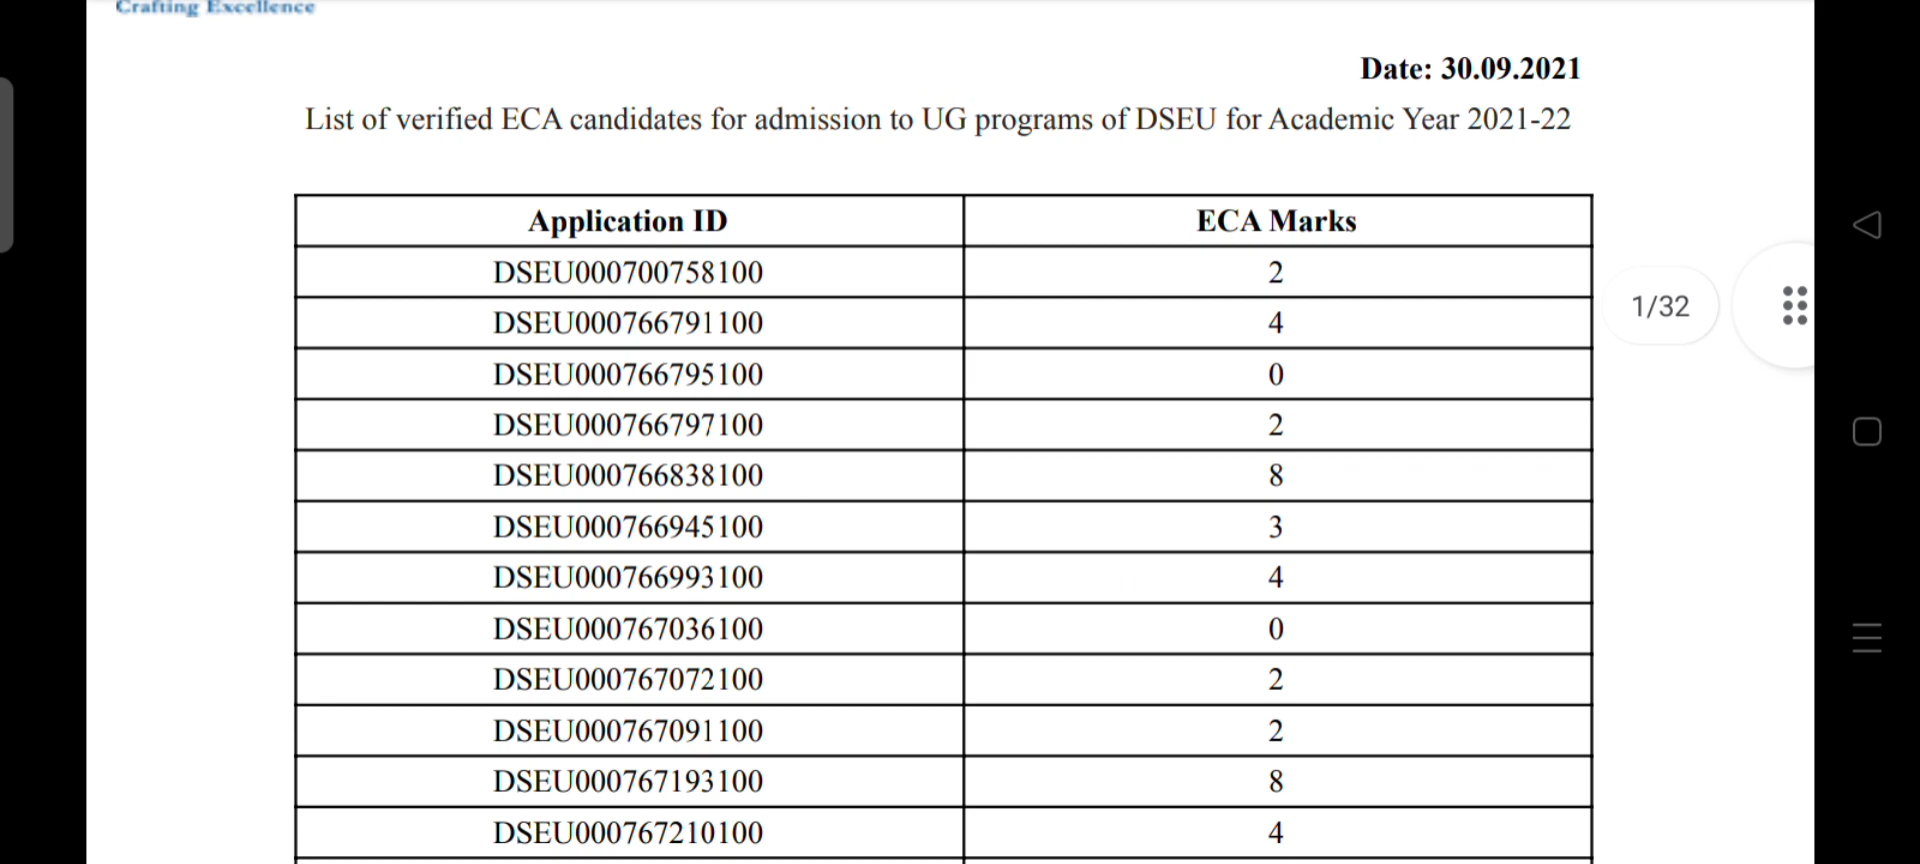 Crafting Excellence
Date: 30.09.2021
List of verified ECA candidates for admission to UG programs of DSEU for Academic Year 2021-22
Application ID ECA Marks
DSEU000700758100 2
DSEU000766791100 4
DSEU000766795100 0
DSEU000766797100 2
DSEU000766838100 8
DSEU000766945100 3
DSEU000766993100 4
DSEU000767036100 0
DSEU000767072100 2
DSEU000767091100 2
DSEU000767193100 8
DSEU000767210100 4
1/32